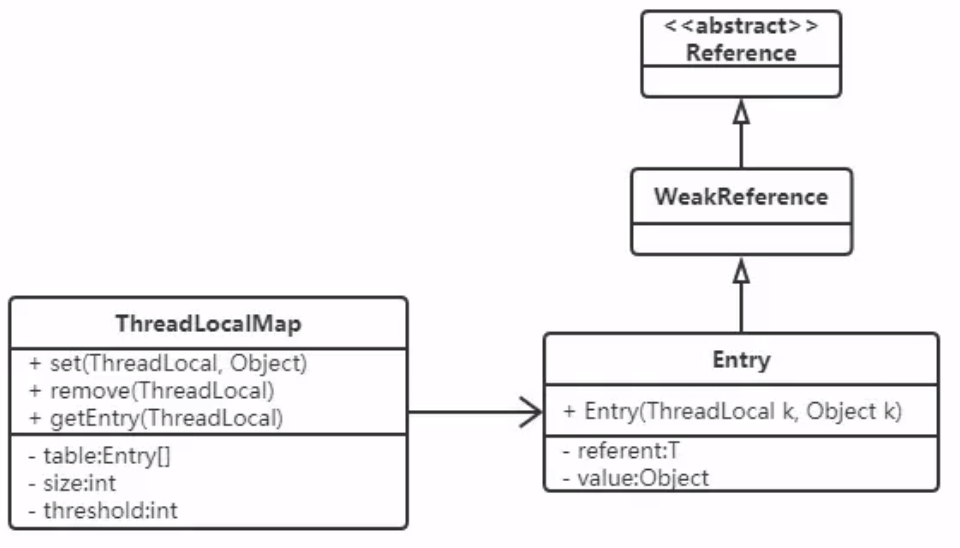 <<abstract>>
Reference
WeakReference
ThreadLocalMap
+ set(ThreadLocal, Object)
+ remove(ThreadLocal)
+ getEntry(ThreadLocal)
- table:Entry[]
- size:int
- threshold:int
Entry
+ Entry(ThreadLocal k, Object k)
- referent:T
- value:Object